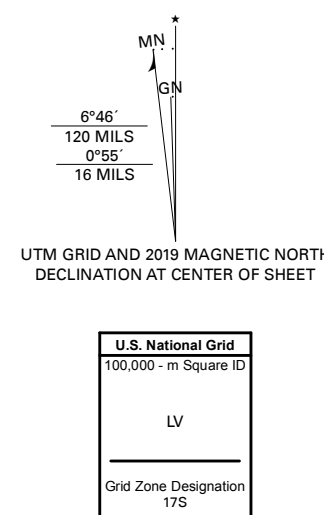 ★
MN
GN
6°46´
120 MILS
0°55´
16 MILS
UTM GRID AND 2019 MAGNETIC NORTH
DECLINATION AT CENTER OF SHEET
U.S. National Grid
100,000 - m Square ID
LV
Grid Zone Designation
17S